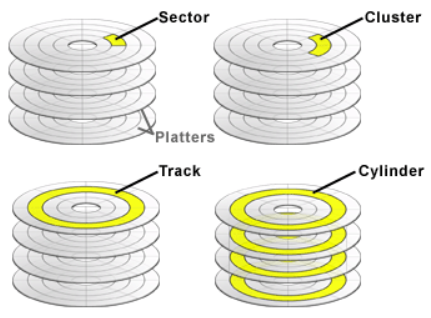 Sector
Cluster
Platters
Track
Cylinder